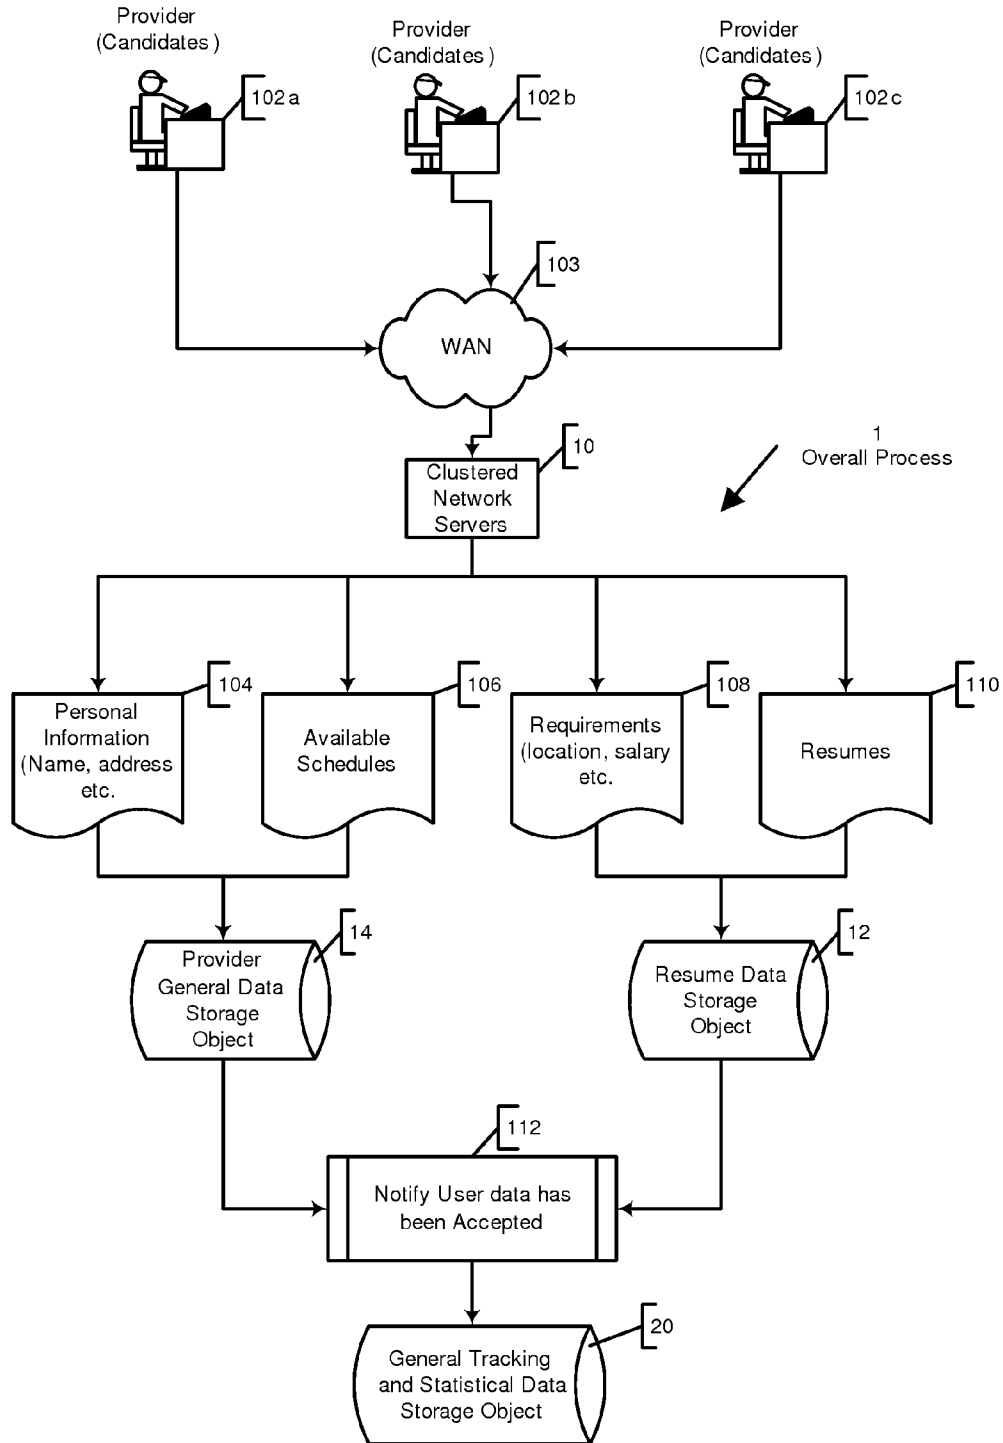 Provider
(Candidates )
Provider
(Candidates )
Provider
(Candidates )
102a
102b
102c
103
WAN
10
Clustered
Network
Servers
1
Overall Process
104
106
108
110
Personal
Information
(Name, address
etc.
Available
Schedules
Requirements
(location, salary
etc.
Resumes
14
12
Provider
General Data
Storage
Object
Resume Data
Storage
Object
112
Notify User data has
been Accepted
20
General Tracking
and Statistical Data
Storage Object